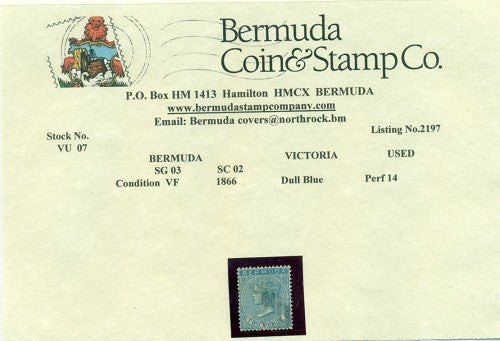 Bermuda
Coin&Stamp Co.
P.O. Box HM 1413 Hamilton HMCX BERMUDA
www.bermudastampcompany.com
Email: Bermuda covers@northrock.bm
Stock No. Listing No.2197
VU 07
BERMUDA VICTORIA USED
SG 03 SC 02
Condition VF 1866 Dull Blue Perf 14
BERMUDA